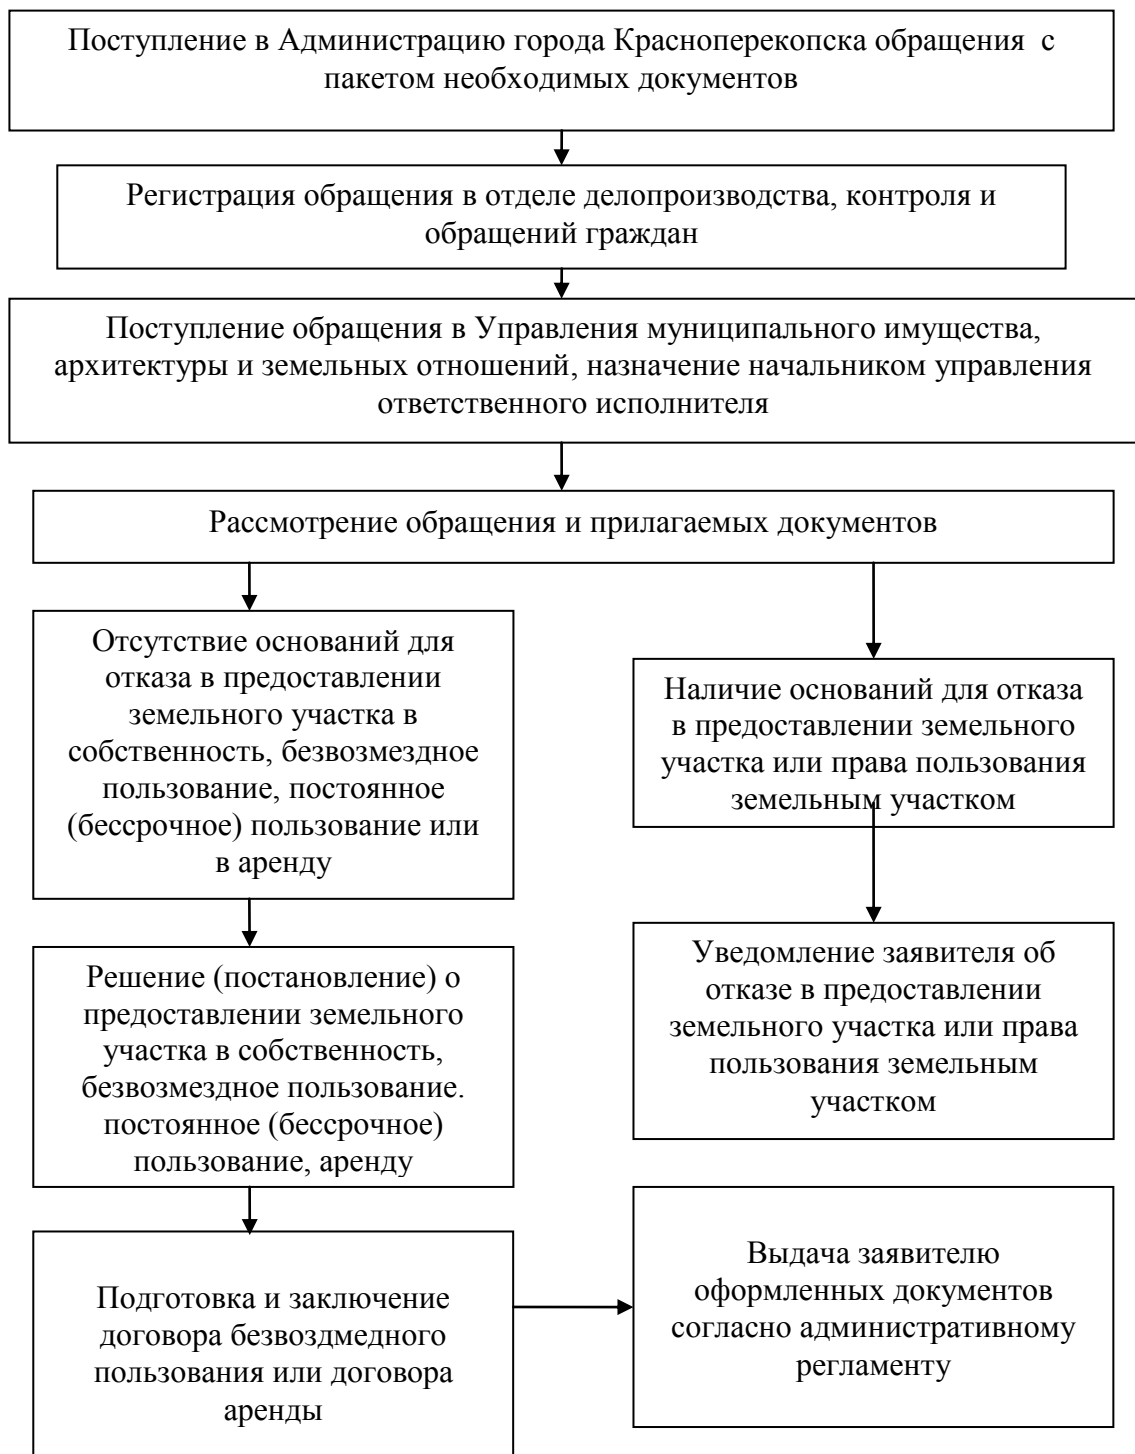 Поступление в Администрацию города Красноперекопска обращения с
пакетом необходимых документов
Регистрация обращения в отделе делопроизводства, контроля и
обращений граждан
Поступление обращения в Управления муниципального имущества,
архитектуры и земельных отношений, назначение начальником управления
ответственного исполнителя
Рассмотрение обращения и прилагаемых документов
Отсутствие оснований для
отказа в предоставлении
земельного участка в
собственность, безвозмездное
пользование, постоянное
(бессрочное) пользование или
в аренду
Наличие оснований для отказа
в предоставлении земельного
участка или права пользования
земельным участком
Решение (постановление) о
предоставлении земельного
участка в собственность,
безвозмездное пользование.
постоянное (бессрочное)
пользование, аренду
Уведомление заявителя об
отказе в предоставлении
земельного участка или права
пользования земельным
участком
Подготовка и заключение
договора безвоздмедного
пользования или договора
аренды
Выдача заявителю
оформленных документов
согласно административному
регламенту